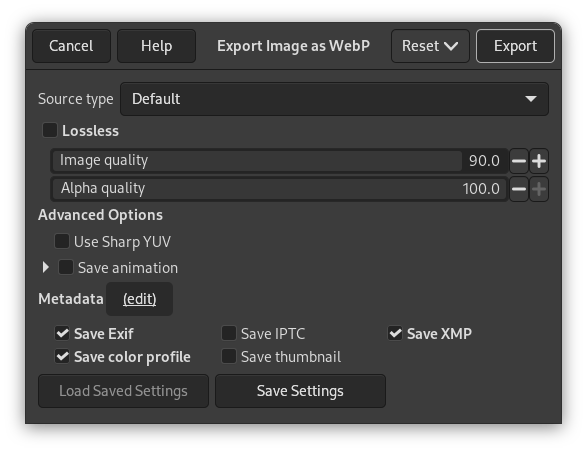 Cancel Help Export Image as WebP Reset Export
Source type Default
Lossless
Image quality 90.0
Alpha quality 100.0
Advanced Options
Use Sharp YUV
Save animation
Metadata (edit)
Save Exif Save IPTC Save XMP
Save color profile Save thumbnail
Load Saved Settings Save Settings